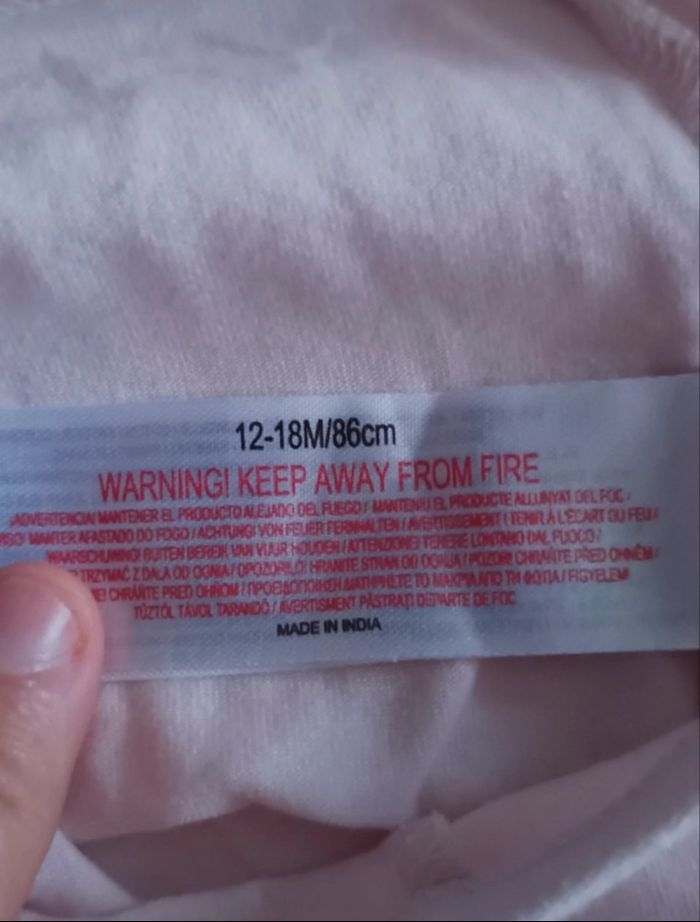 12-18M/86cm
WARNING! KEEP AWAY FROM FIRE
¡ADVERTENCIA! MANTENER EL PRODUCTO ALEJADO DEL FUEGO / MANTENIU EL PRODUCTE ALLUNYAT DEL FOC /
MANTER AFASTADO DO FOGO / ACHTUNG! VON FEUER FERNHALTEN / AVERTISSEMENT ! TENIR À L'ÉCART DU FEU /
WAARSCHUWING! BUITEN BEREIK VAN VUUR HOUDEN / ATTENZIONE! TENERE LONTANO DAL FUOCO /
Z DALA OD OGNIA / OPOZORILO! HRANITE STRAN OD OGNJA / POZOR! CHRAŇTE PŘED OHNĚM /
CHRÁŇTE PRED OHŇOM / ΠΡΟΕΙΔΟΠΟΙΗΣΗ! ΔΙΑΤΗΡΕΙΤΕ ΤΟ ΜΑΚΡΙΑ ΑΠΟ ΤΗ ΦΩΤΙΑ / FIGYELEM!
TŰZTŐL TÁVOL TARANDÓ / AVERTISMENT PĂSTRAȚI DEPARTE DE FOC
MADE IN INDIA